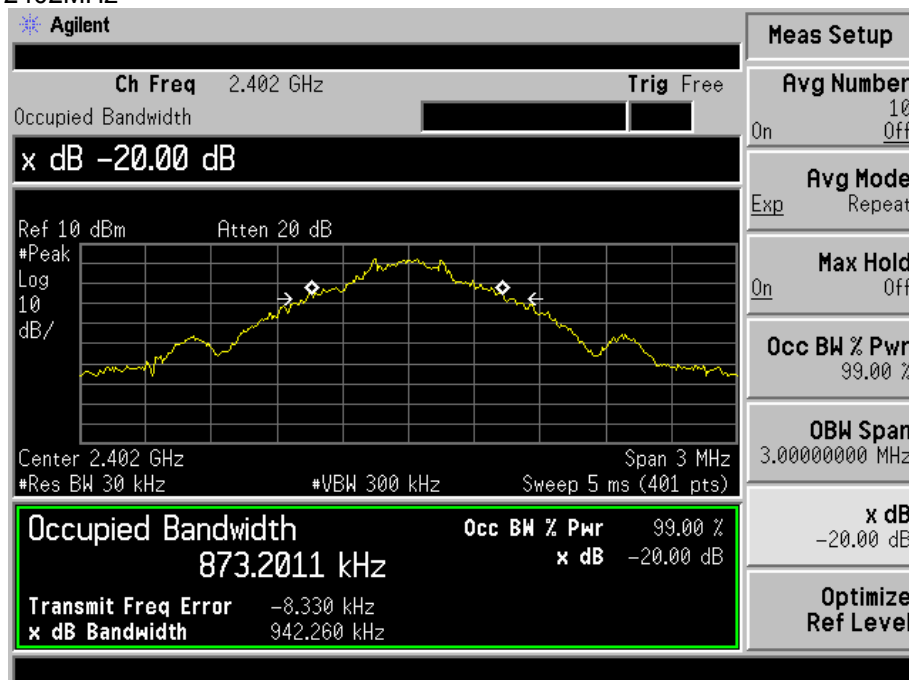 Agilent
Ch Freq 2.402 GHz Trig Free
Occupied Bandwidth
x dB -20.00 dB
Ref 10 dBm Atten 20 dB
#Peak
Log
10
dB/
Center 2.402 GHz Span 3 MHz
#Res BW 30 kHz #VBW 300 kHz Sweep 5 ms (401 pts)
Occupied Bandwidth Occ BW % Pwr 99.00 %
873.2011 kHz x dB -20.00 dB
Transmit Freq Error -8.330 kHz
x dB Bandwidth 942.260 kHz
Meas Setup
Avg Number
10
On Off
Avg Mode
Exp Repeat
Max Hold
On Off
Occ BW % Pwr
99.00 %
OBW Span
3.00000000 MHz
x dB
-20.00 dB
Optimize
Ref Level